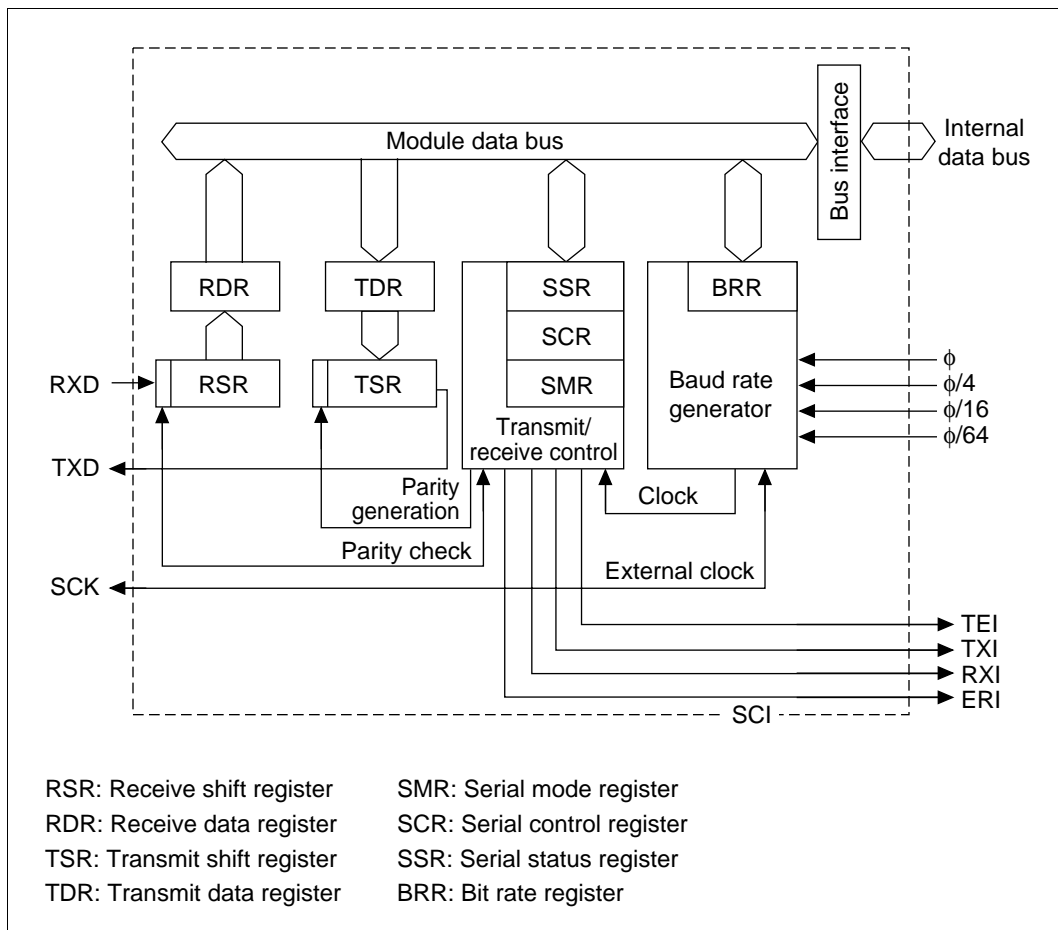 Module data bus
Bus interface
Internal
data bus
RDR
TDR
SSR
BRR
SCR
RXD
RSR
TSR
SMR
Baud rate
generator
ϕ
ϕ/4
ϕ/16
ϕ/64
Transmit/
receive control
TXD
Parity
generation
Clock
Parity check
External clock
SCK
TEI
TXI
RXI
ERI
SCI
RSR: Receive shift register
RDR: Receive data register
TSR: Transmit shift register
TDR: Transmit data register
SMR: Serial mode register
SCR: Serial control register
SSR: Serial status register
BRR: Bit rate register